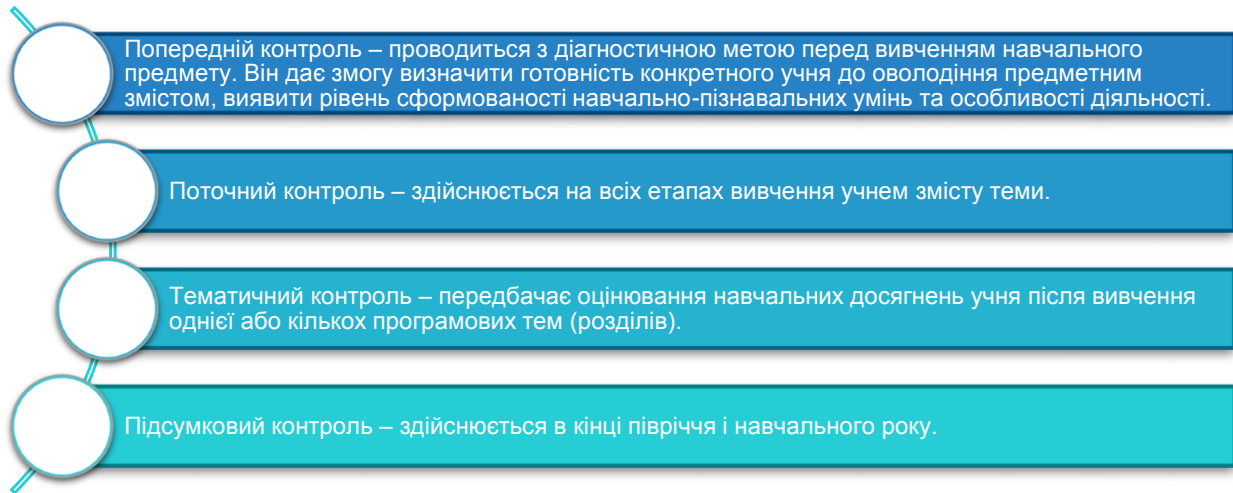 Попередній контроль – проводиться з діагностичною метою перед вивченням навчального
предмету. Він дає змогу визначити готовність конкретного учня до оволодіння предметним
змістом, виявити рівень сформованості навчально-пізнавальних умінь та особливості діяльності.
Поточний контроль – здійснюється на всіх етапах вивчення учнем змісту теми.
Тематичний контроль – передбачає оцінювання навчальних досягнень учня після вивчення
однієї або кількох програмових тем (розділів).
Підсумковий контроль – здійснюється в кінці півріччя і навчального року.